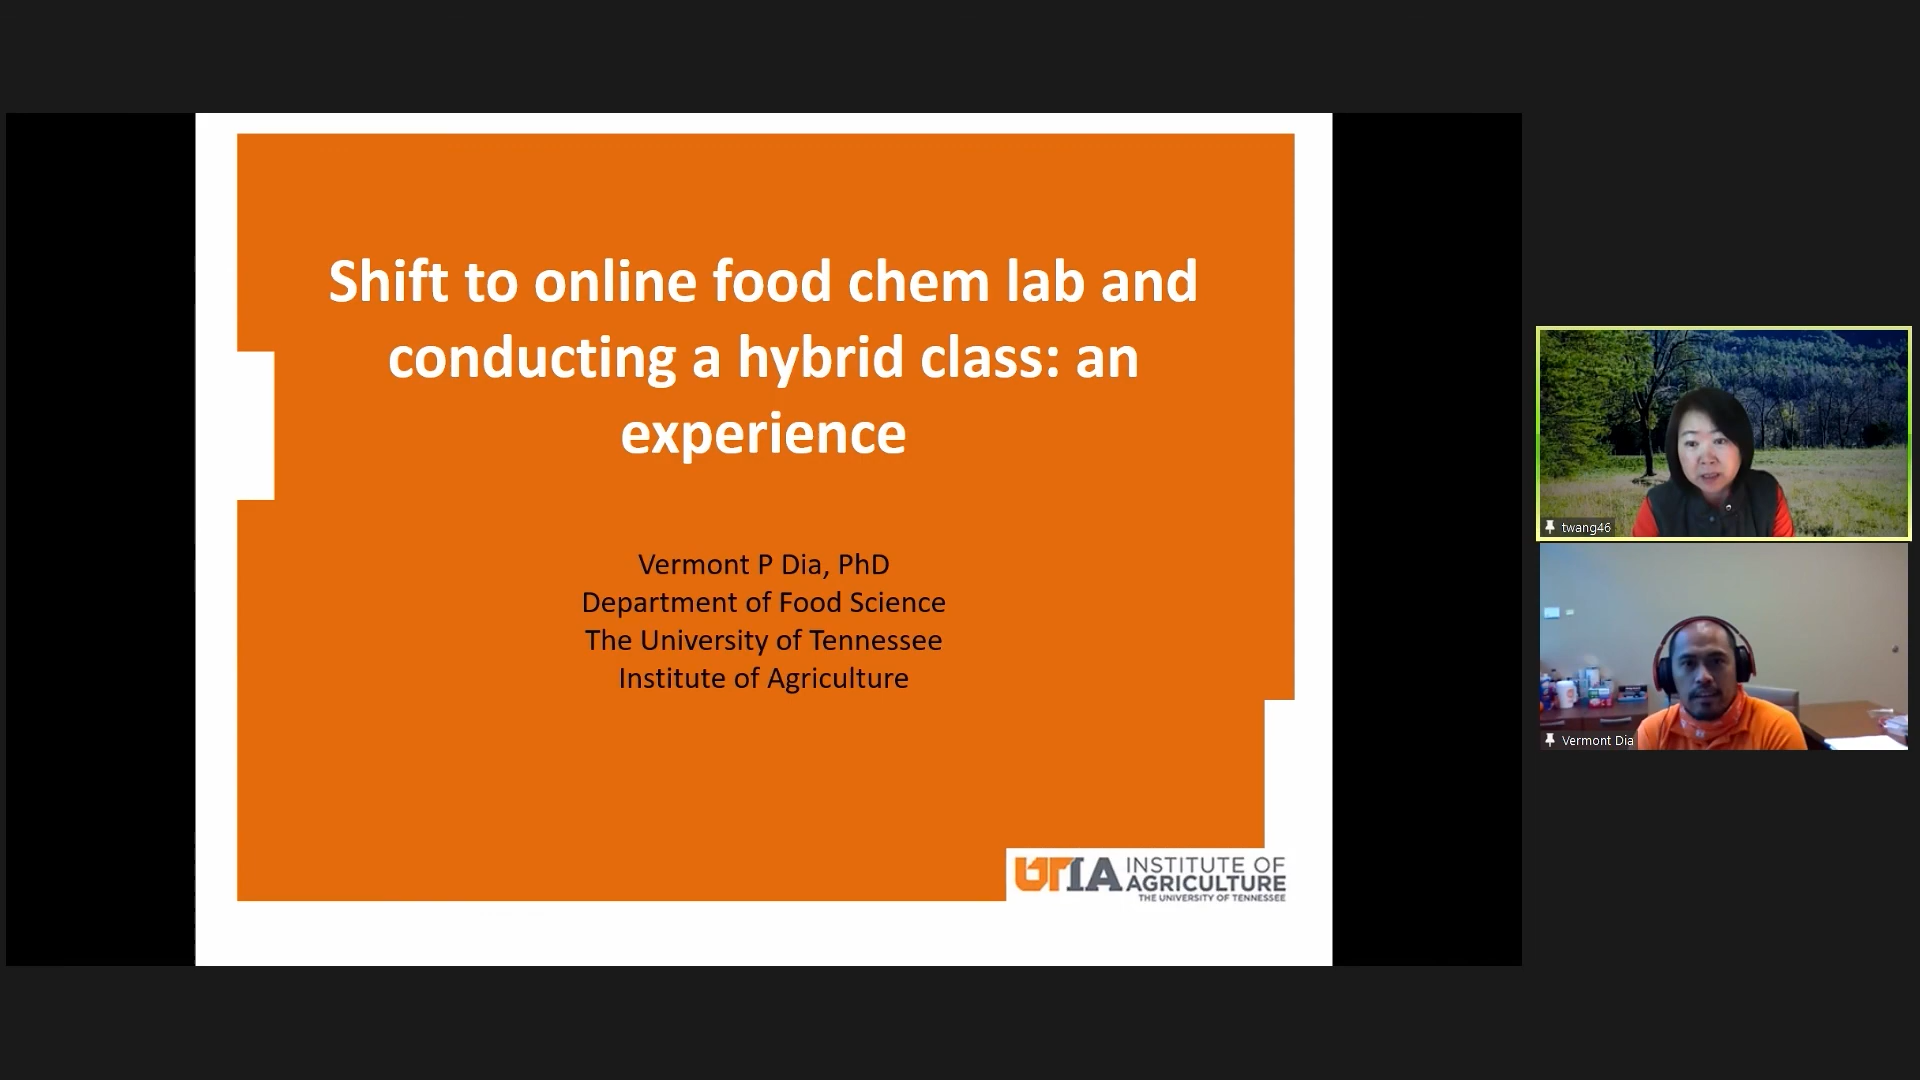 Shift to online food chem lab and
conducting a hybrid class: an
experience
Vermont P Dia, PhD
Department of Food Science
The University of Tennessee
Institute of Agriculture
UTIA INSTITUTE OF
AGRICULTURE
THE UNIVERSITY OF TENNESSEE
twang46
Vermont Dia